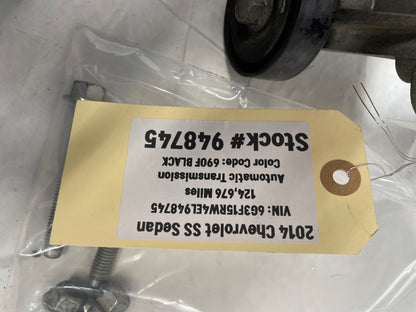 2014 Chevrolet SS Sedan
VIN: 6G3F15RW4EL948745
124,676 Miles
Automatic Transmission
Color Code: 690F BLACK
Stock# 948745